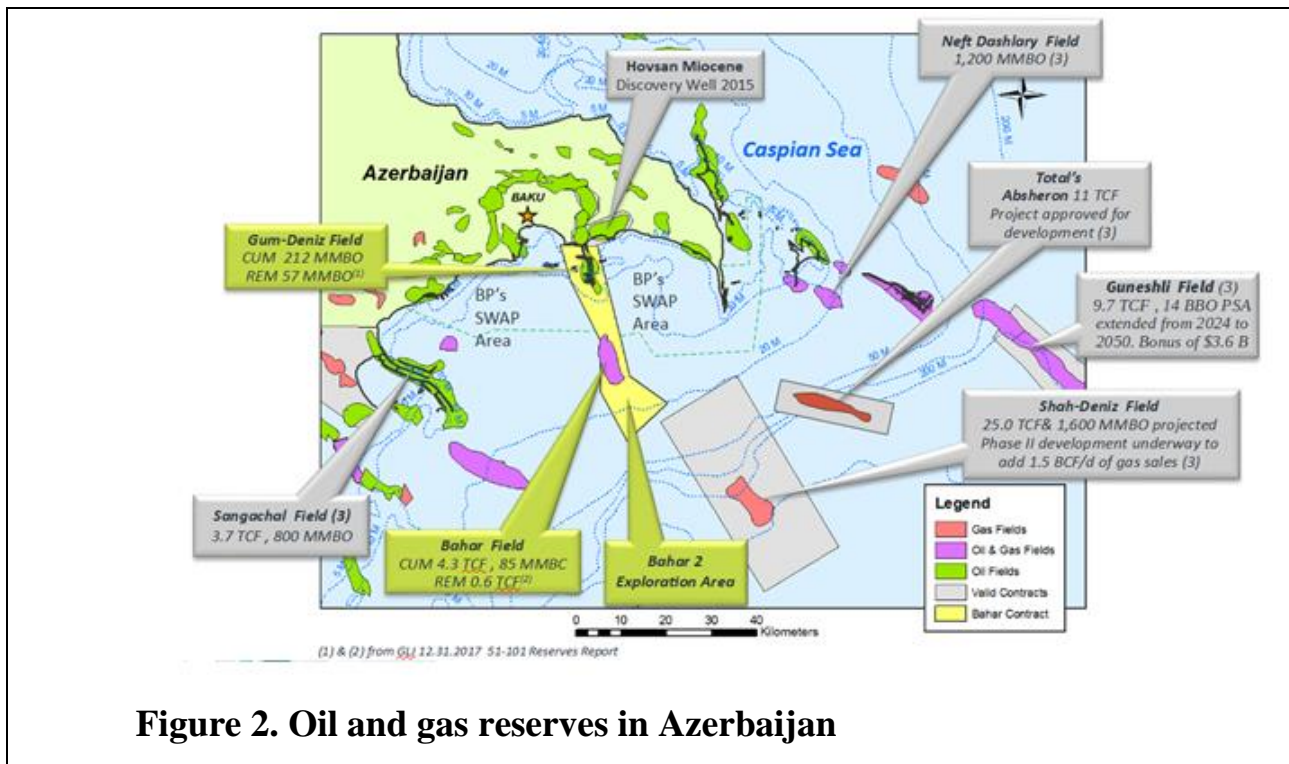 Neft Dashlary Field
1,200 MMBO (3)
Hovsan Miocene
Discovery Well 2015
Caspian Sea
Azerbaijan
BAKU
Total's
Absheron 11 TCF
Project approved for
development (3)
Gum-Deniz Field
CUM 212 MMBO
REM 57 MMBO(1)
BP's
SWAP
Area
BP's
SWAP
Area
Guneshli Field (3)
9.7 TCF , 14 BBO PSA
extended from 2024 to
2050. Bonus of $3.6 B
Shah-Deniz Field
25.0 TCF& 1,600 MMBO projected
Phase II development underway to
add 1.5 BCF/d of gas sales (3)
Sangachal Field (3)
3.7 TCF , 800 MMBO
Bahar Field
CUM 4.3 TCF , 85 MMBC
REM 0.6 TCF(2)
Bahar 2
Exploration Area
Legend
Gas Fields
Oil & Gas Fields
Oil Fields
Valid Contracts
Bahar Contract
20 M
10 M
5 M
200 M
20 M
50 M
0 10 20 30 40
Kilometers
(1) & (2) from GLJ 12.31.2017 51-101 Reserves Report
Figure 2. Oil and gas reserves in Azerbaijan